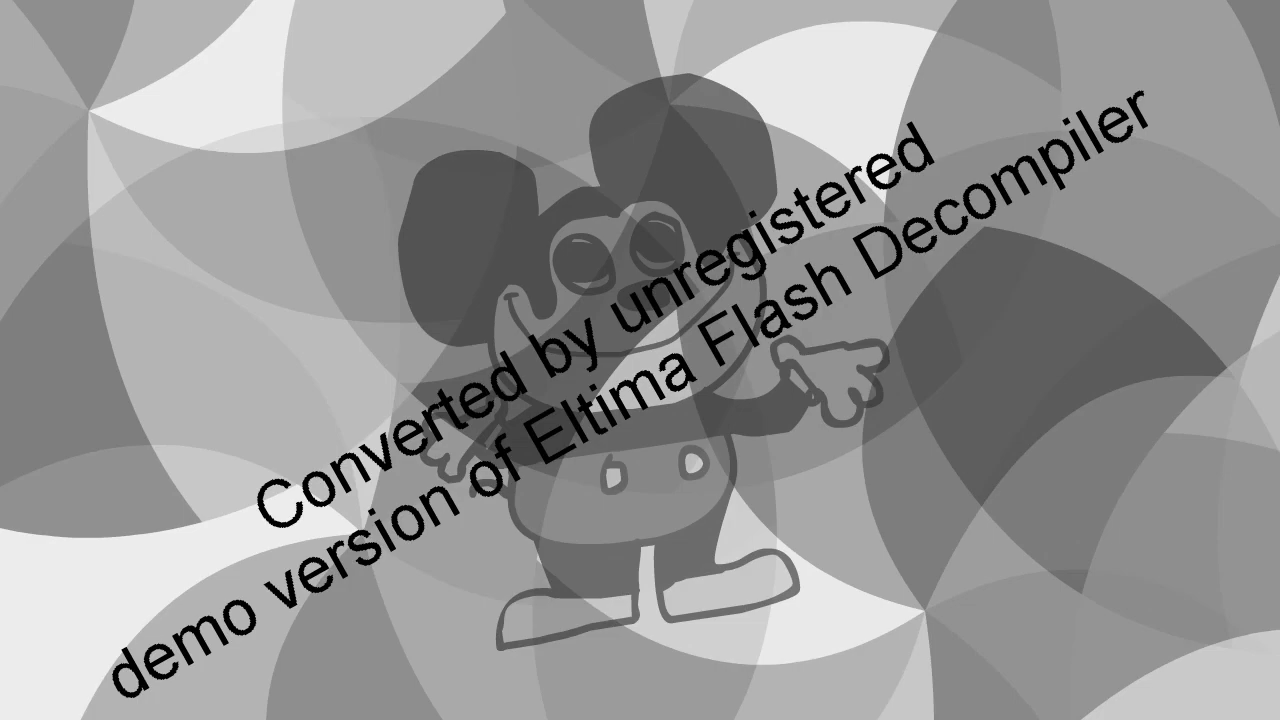 Converted by unregistered
demo version of Eltima Flash Decompiler